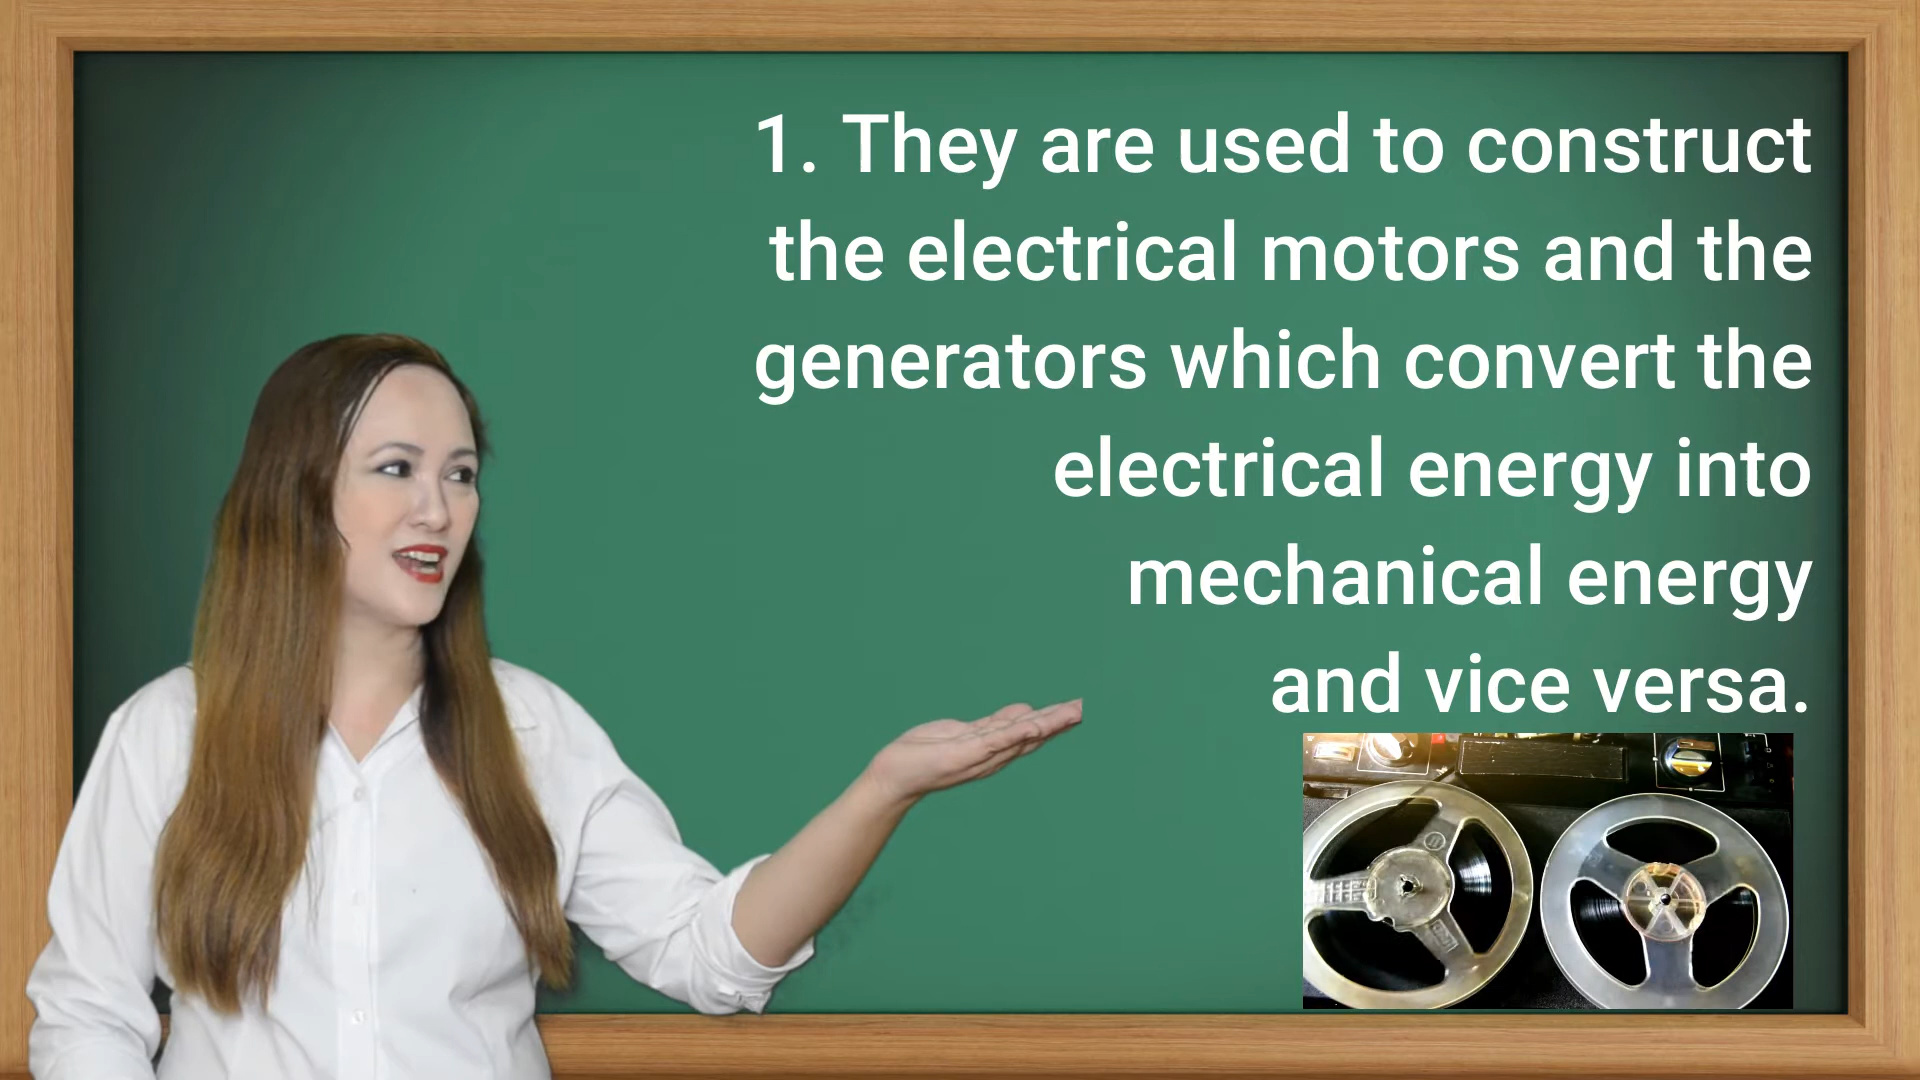 1. They are used to construct
the electrical motors and the
generators which convert the
electrical energy into
mechanical energy
and vice versa.